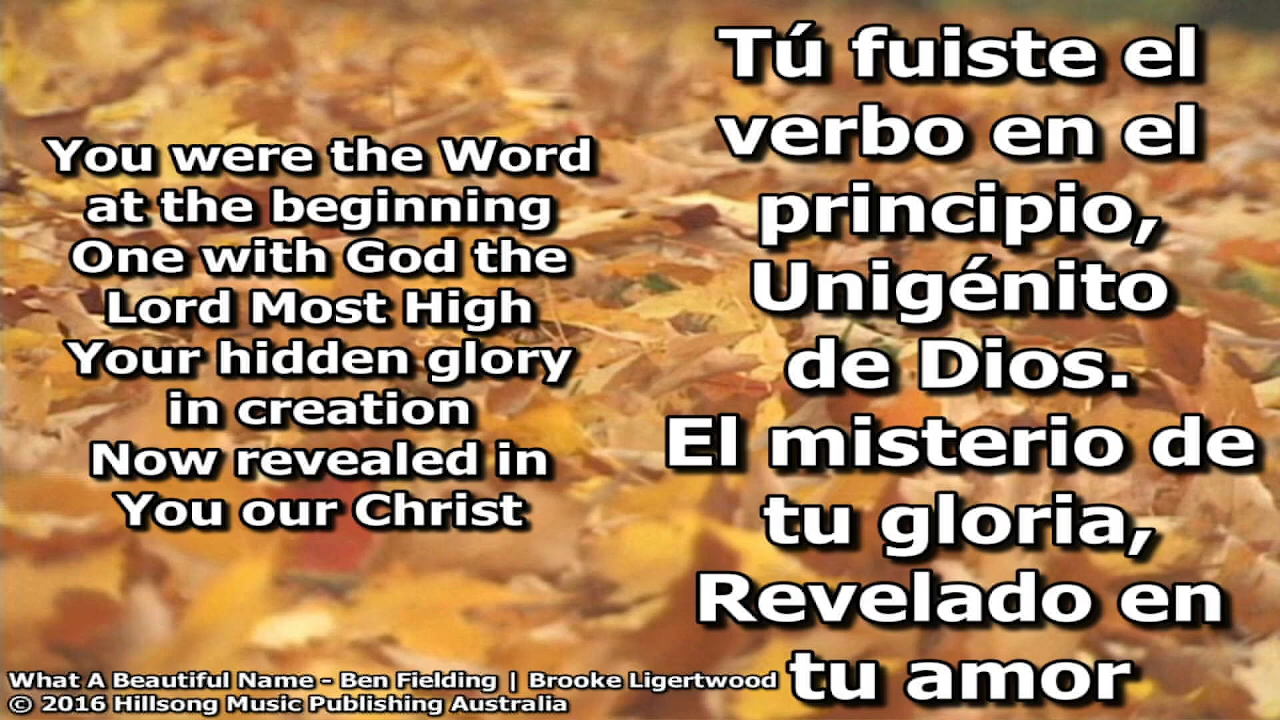 You were the Word
at the beginning
One with God the
Lord Most High
Your hidden glory
in creation
Now revealed in
You our Christ
Tú fuiste el
verbo en el
principio,
Unigénito
de Dios.
El misterio de
tu gloria,
Revelado en
tu amor
What A Beautiful Name - Ben Fielding | Brooke Ligertwood
© 2016 Hillsong Music Publishing Australia